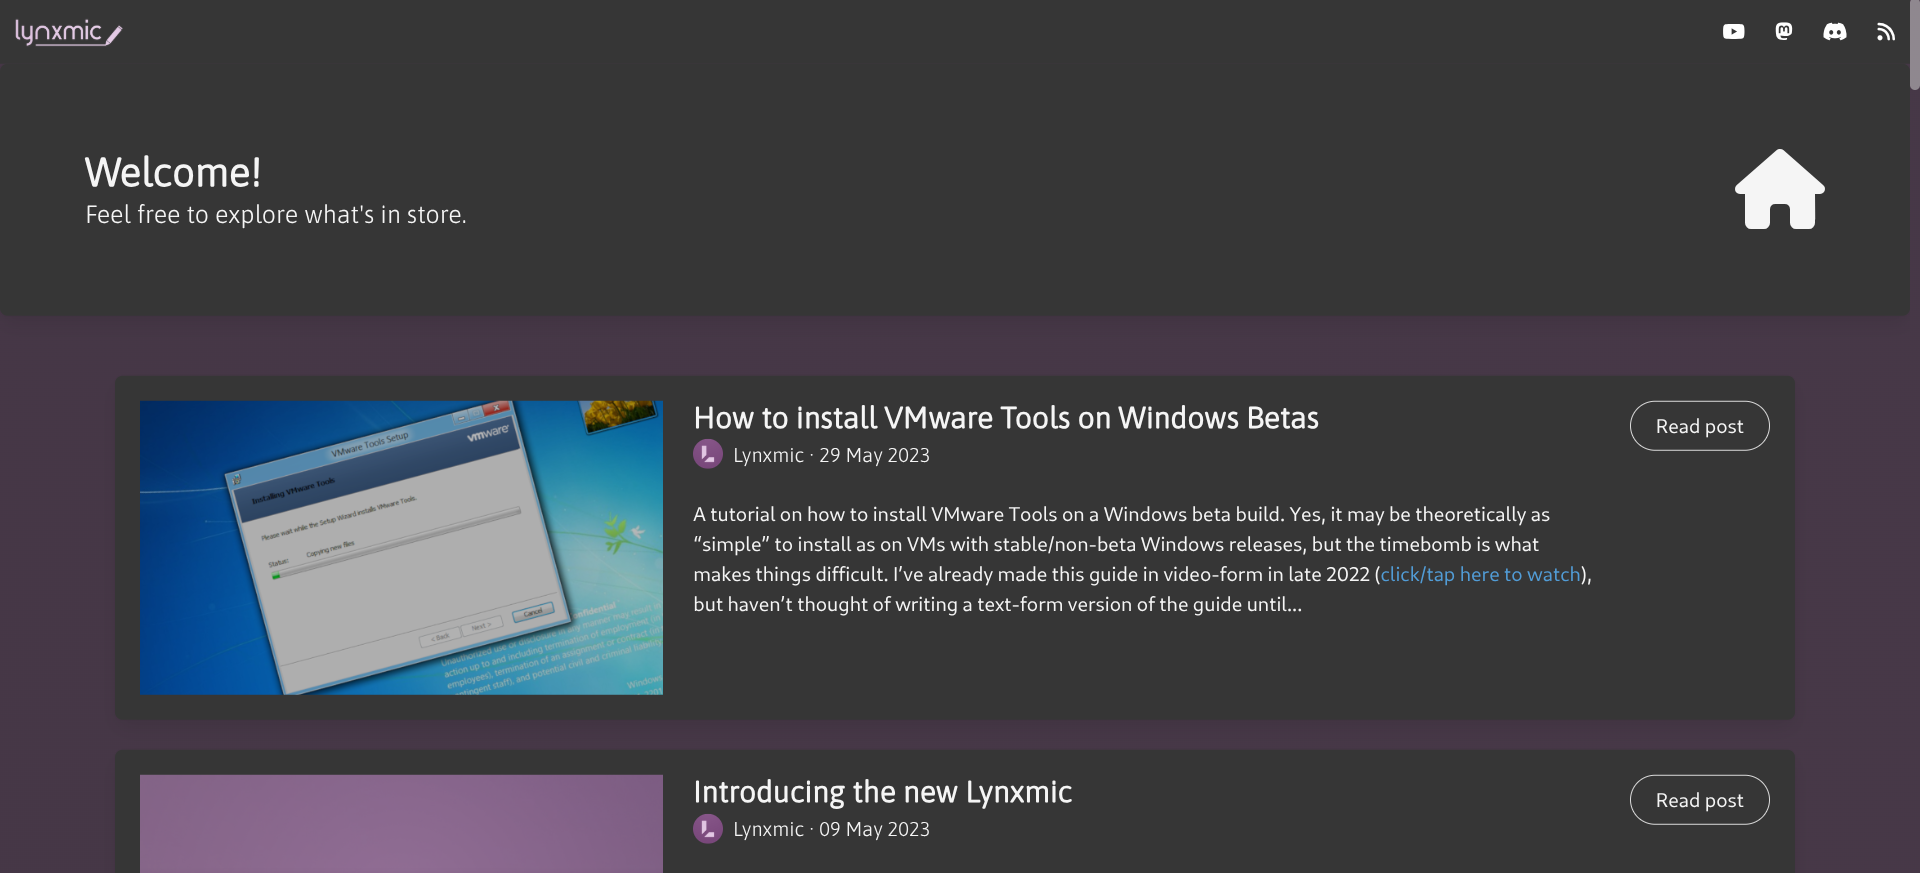 lynxmic
Welcome!
Feel free to explore what's in store.
VMware Tools Setup
vmware
Installing VMware Tools
Please wait while the Setup Wizard installs VMware Tools.
Status:
Copying new files
< Back
Next >
Cancel
How to install VMware Tools on Windows Betas
Lynxmic · 29 May 2023
Read post
A tutorial on how to install VMware Tools on a Windows beta build. Yes, it may be theoretically as
“simple” to install as on VMs with stable/non-beta Windows releases, but the timebomb is what
makes things difficult. I’ve already made this guide in video-form in late 2022 (click/tap here to watch),
but haven’t thought of writing a text-form version of the guide until...
Introducing the new Lynxmic
Lynxmic · 09 May 2023
Read post